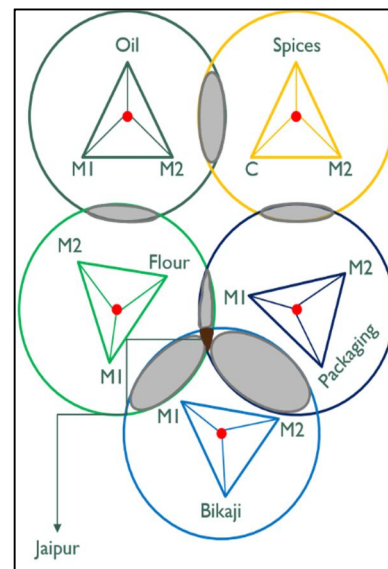 Oil
Spices
M1 M2
C M2
M2
Flour
M1
M1
M2
Packaging
M1
M2
Bikaji
Jaipur